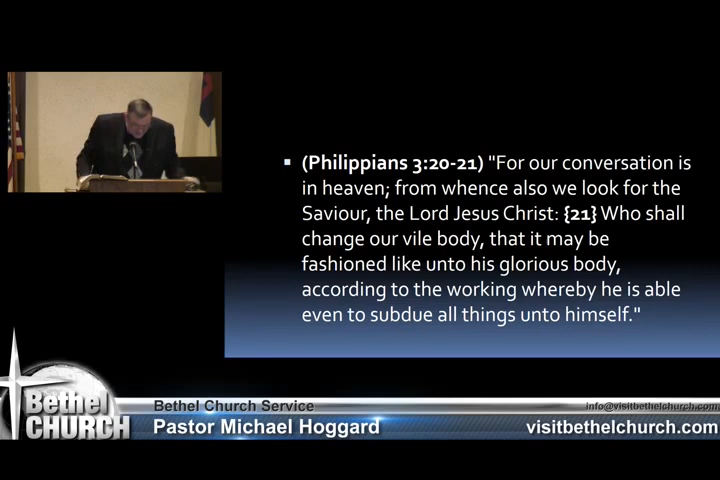 ▪ (Philippians 3:20-21) "For our conversation is
in heaven; from whence also we look for the
Saviour, the Lord Jesus Christ: {21} Who shall
change our vile body, that it may be
fashioned like unto his glorious body,
according to the working whereby he is able
even to subdue all things unto himself."
Bethel
CHURCH
Bethel Church Service
info@visitbethelchurch.com
Pastor Michael Hoggard
visitbethelchurch.com